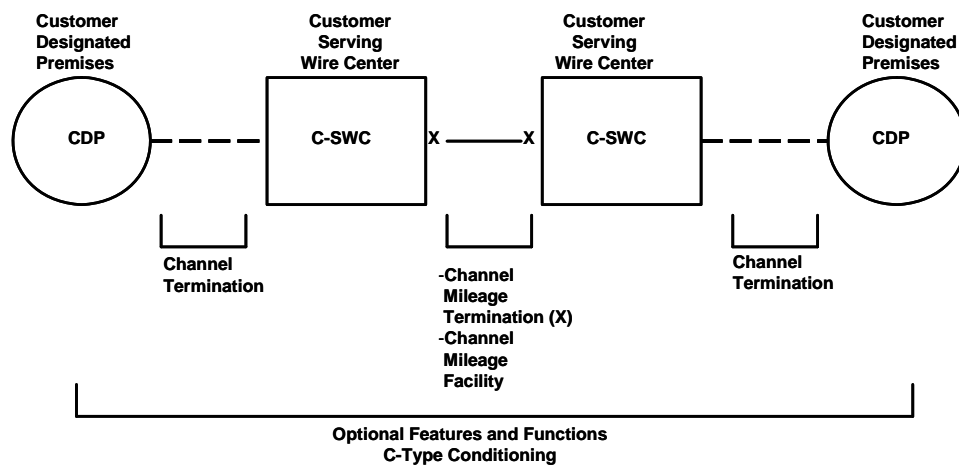 Customer
Designated
Premises
Customer
Serving
Wire Center
Customer
Serving
Wire Center
Customer
Designated
Premises
CDP
C-SWC
X
X
C-SWC
CDP
Channel
Termination
-Channel
Mileage
Termination (X)
-Channel
Mileage
Facility
Channel
Termination
Optional Features and Functions
C-Type Conditioning